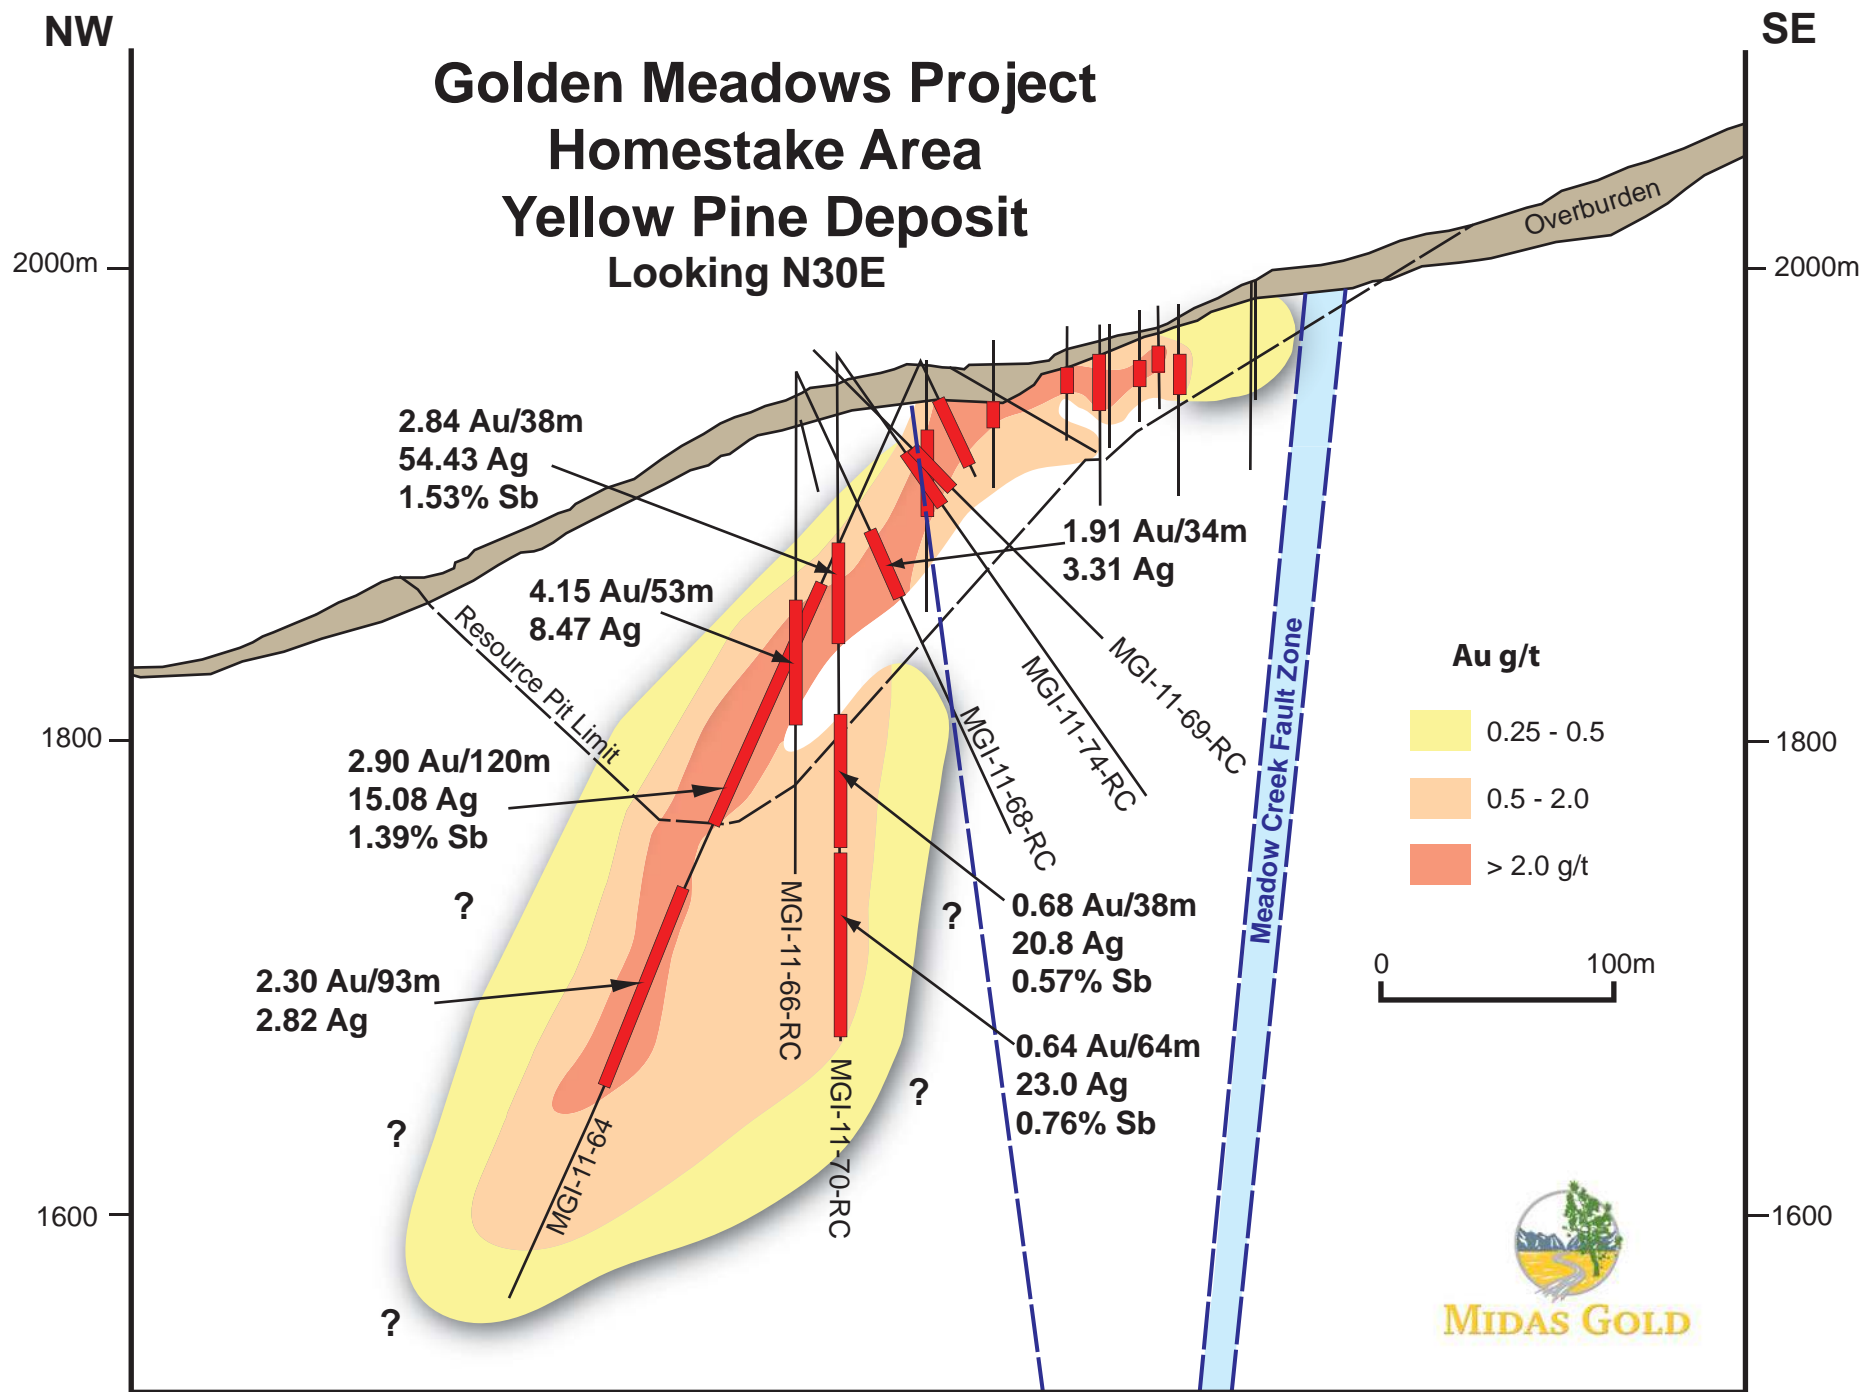 NW
SE
Golden Meadows Project
Homestake Area
Yellow Pine Deposit
Looking N30E
Overburden
2000m
2000m
2.84 Au/38m
54.43 Ag
1.53% Sb
1.91 Au/34m
3.31 Ag
4.15 Au/53m
8.47 Ag
Resource Pit Limit
MGI-11-69-RC
MGI-11-74-RC
MGI-11-68-RC
Meadow Creek Fault Zone
Au g/t
0.25 - 0.5
0.5 - 2.0
> 2.0 g/t
1800
1800
2.90 Au/120m
15.08 Ag
1.39% Sb
?
?
MGI-11-66-RC
0.68 Au/38m
20.8 Ag
0.57% Sb
0
100m
2.30 Au/93m
2.82 Ag
0.64 Au/64m
23.0 Ag
0.76% Sb
?
?
MGI-11-64
MGI-11-70-RC
1600
1600
?
MIDAS GOLD